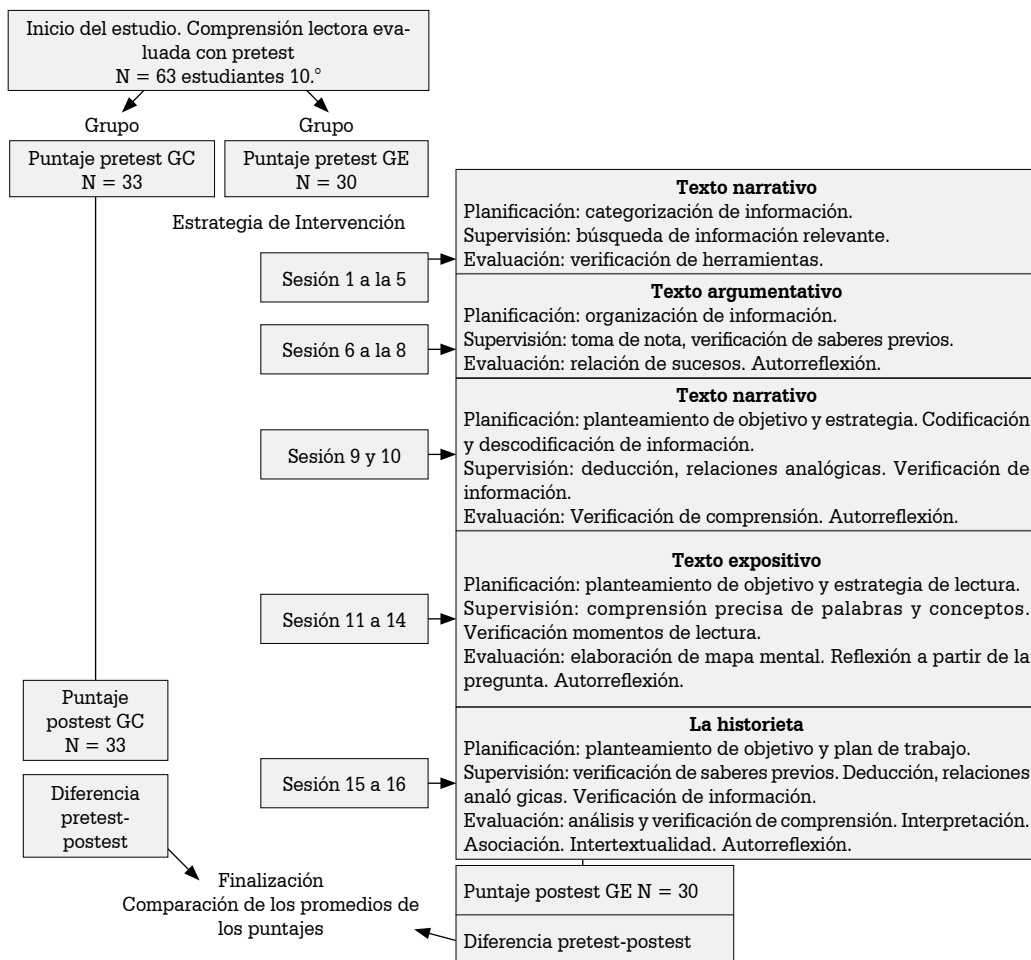 Inicio del estudio. Comprensión lectora eva-
luada con pretest
N = 63 estudiantes 10.°
Grupo
Grupo
Puntaje pretest GC
N = 33
Puntaje pretest GE
N = 30
Estrategia de Intervención
Sesión 1 a la 5
Texto narrativo
Planificación: categorización de información.
Supervisión: búsqueda de información relevante.
Evaluación: verificación de herramientas.
Sesión 6 a la 8
Texto argumentativo
Planificación: organización de información.
Supervisión: toma de nota, verificación de saberes previos.
Evaluación: relación de sucesos. Autorreflexión.
Sesión 9 y 10
Texto narrativo
Planificación: planteamiento de objetivo y estrategia. Codificación
y descodificación de información.
Supervisión: deducción, relaciones analógicas. Verificación de
información.
Evaluación: Verificación de comprensión. Autorreflexión.
Sesión 11 a 14
Texto expositivo
Planificación: planteamiento de objetivo y estrategia de lectura.
Supervisión: comprensión precisa de palabras y conceptos.
Verificación momentos de lectura.
Evaluación: elaboración de mapa mental. Reflexión a partir de la
pregunta. Autorreflexión.
Puntaje
postest GC
N = 33
Sesión 15 a 16
La historieta
Planificación: planteamiento de objetivo y plan de trabajo.
Supervisión: verificación de saberes previos. Deducción, relaciones
analó gicas. Verificación de información.
Evaluación: análisis y verificación de comprensión. Interpretación.
Asociación. Intertextualidad. Autorreflexión.
Diferencia
pretest-
postest
Finalización
Comparación de los promedios de
los puntajes
Puntaje postest GE N = 30
Diferencia pretest-postest